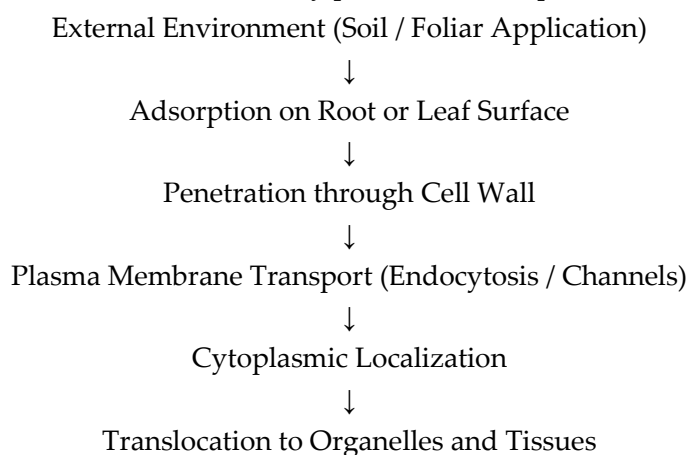 External Environment (Soil / Foliar Application)
↓
Adsorption on Root or Leaf Surface
↓
Penetration through Cell Wall
↓
Plasma Membrane Transport (Endocytosis / Channels)
↓
Cytoplasmic Localization
↓
Translocation to Organelles and Tissues